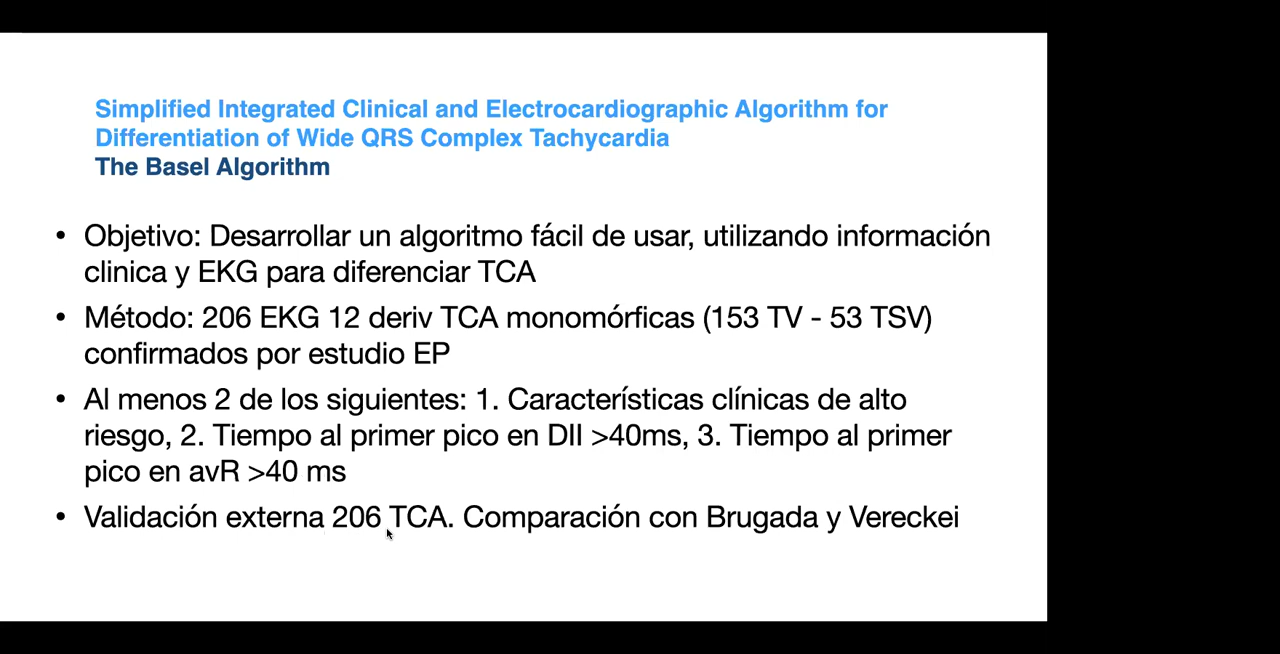 Simplified Integrated Clinical and Electrocardiographic Algorithm for
Differentiation of Wide QRS Complex Tachycardia
The Basel Algorithm
• Objetivo: Desarrollar un algoritmo fácil de usar, utilizando información
clinica y EKG para diferenciar TCA
• Método: 206 EKG 12 deriv TCA monomórficas (153 TV - 53 TSV)
confirmados por estudio EP
• Al menos 2 de los siguientes: 1. Características clínicas de alto
riesgo, 2. Tiempo al primer pico en DII >40ms, 3. Tiempo al primer
pico en avR >40 ms
• Validación externa 206 TCA. Comparación con Brugada y Vereckei